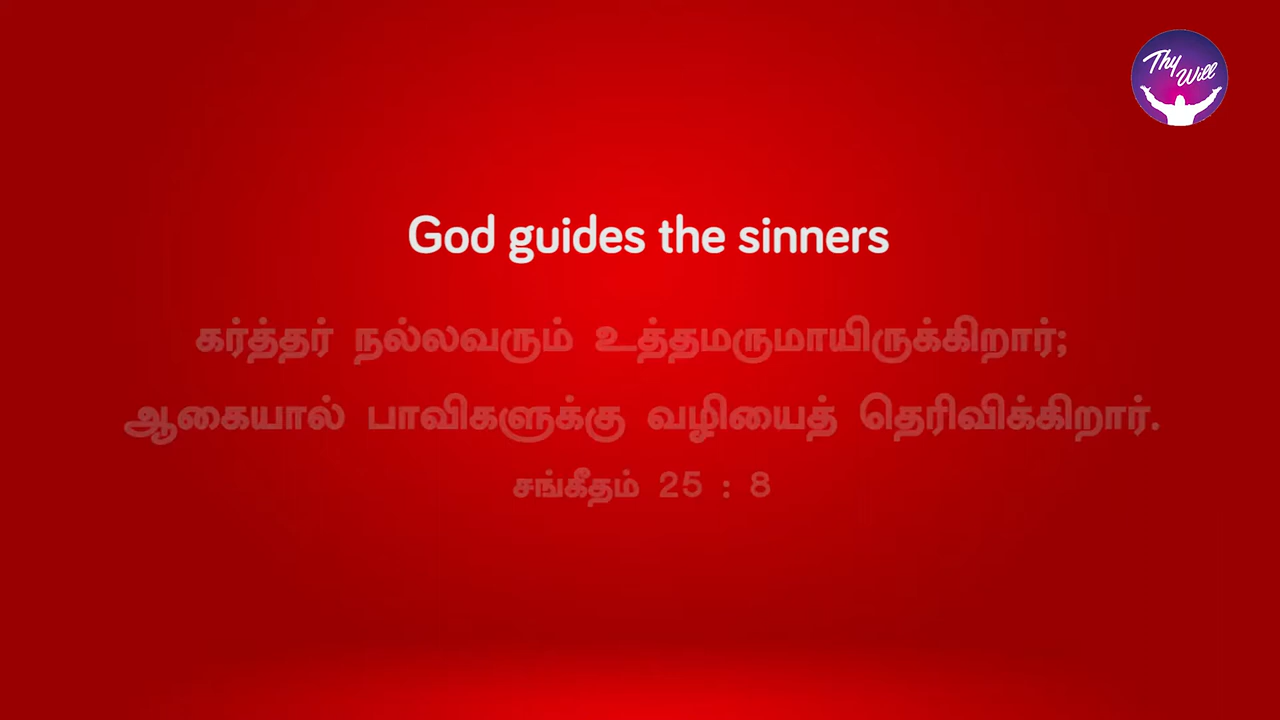 Thy Will
God guides the sinners
கர்த்தர் நல்லவரும் உத்தமருமாயிருக்கிறார்;
ஆகையால் பாவிகளுக்கு வழியைத் தெரிவிக்கிறார்.
சங்கீதம் 25 : 8